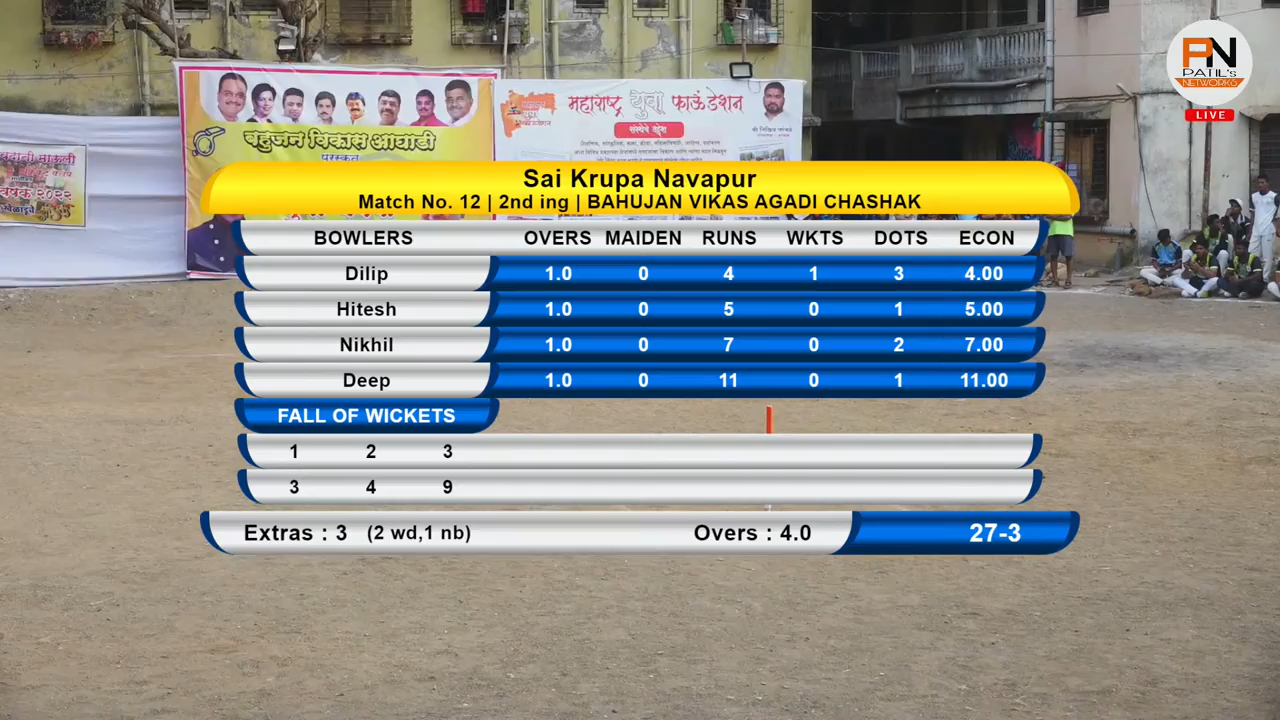 PN
PATIL's
NETWORKS
LIVE
बहुजन विकास आघाडी
पुरस्कृत
महाराष्ट्र युवा फाऊंडेशन
२०२२
Sai Krupa Navapur
Match No. 12 | 2nd ing | BAHUJAN VIKAS AGADI CHASHAK
BOWLERS OVERS MAIDEN RUNS WKTS DOTS ECON
Dilip 1.0 0 4 1 3 4.00
Hitesh 1.0 0 5 0 1 5.00
Nikhil 1.0 0 7 0 2 7.00
Deep 1.0 0 11 0 1 11.00
FALL OF WICKETS
1 2 3
3 4 9
Extras : 3 (2 wd,1 nb) Overs : 4.0 27-3